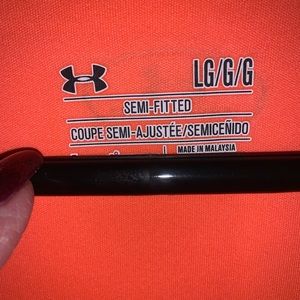 LG/G/G
SEMI-FITTED
COUPE SEMI-AJUSTÉE/SEMICEÑIDO
MADE IN MALAYSIA